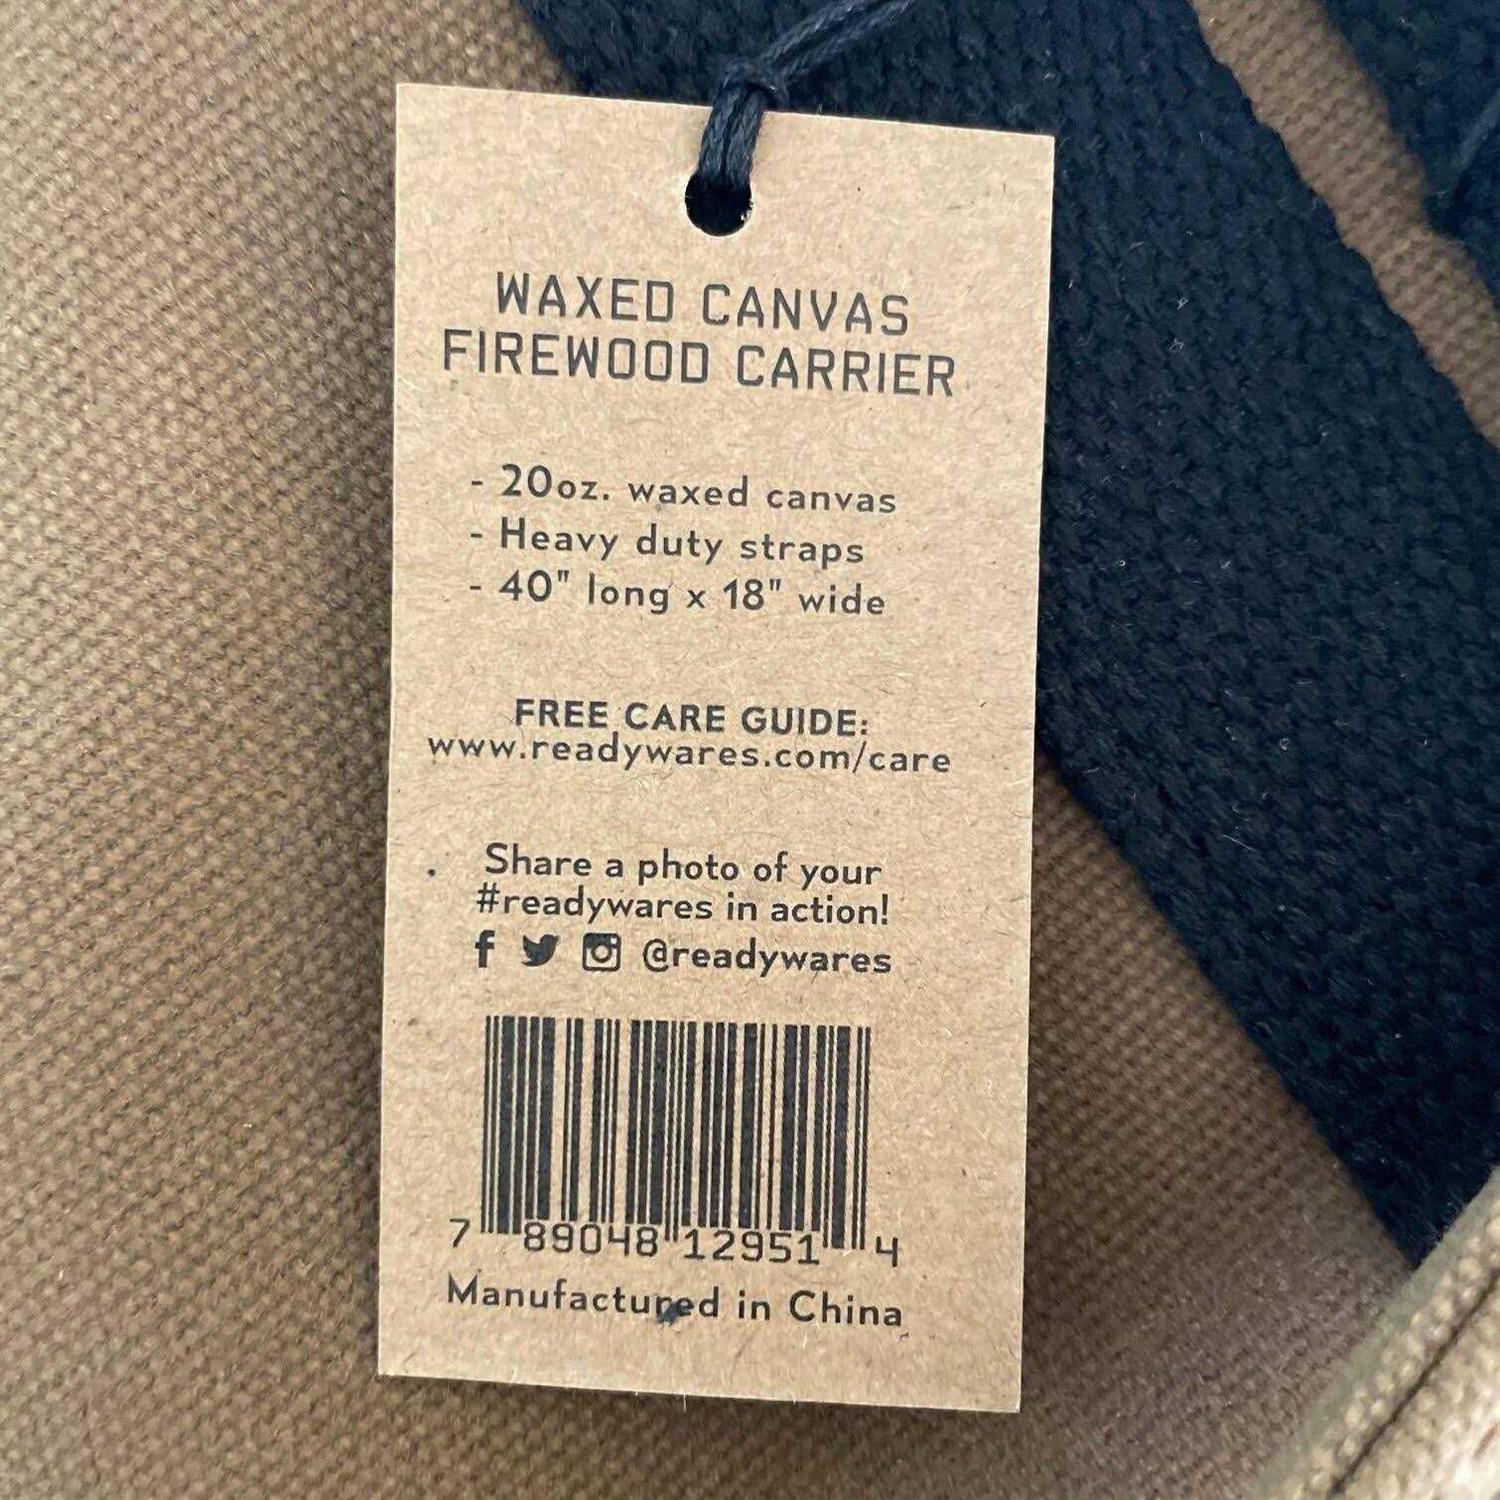 WAXED CANVAS
FIREWOOD CARRIER
- 20oz. waxed canvas
- Heavy duty straps
- 40" long x 18" wide
FREE CARE GUIDE:
www.readywares.com/care
Share a photo of your
#readywares in action!
@readywares
7 89048 12951 4
Manufactured in China